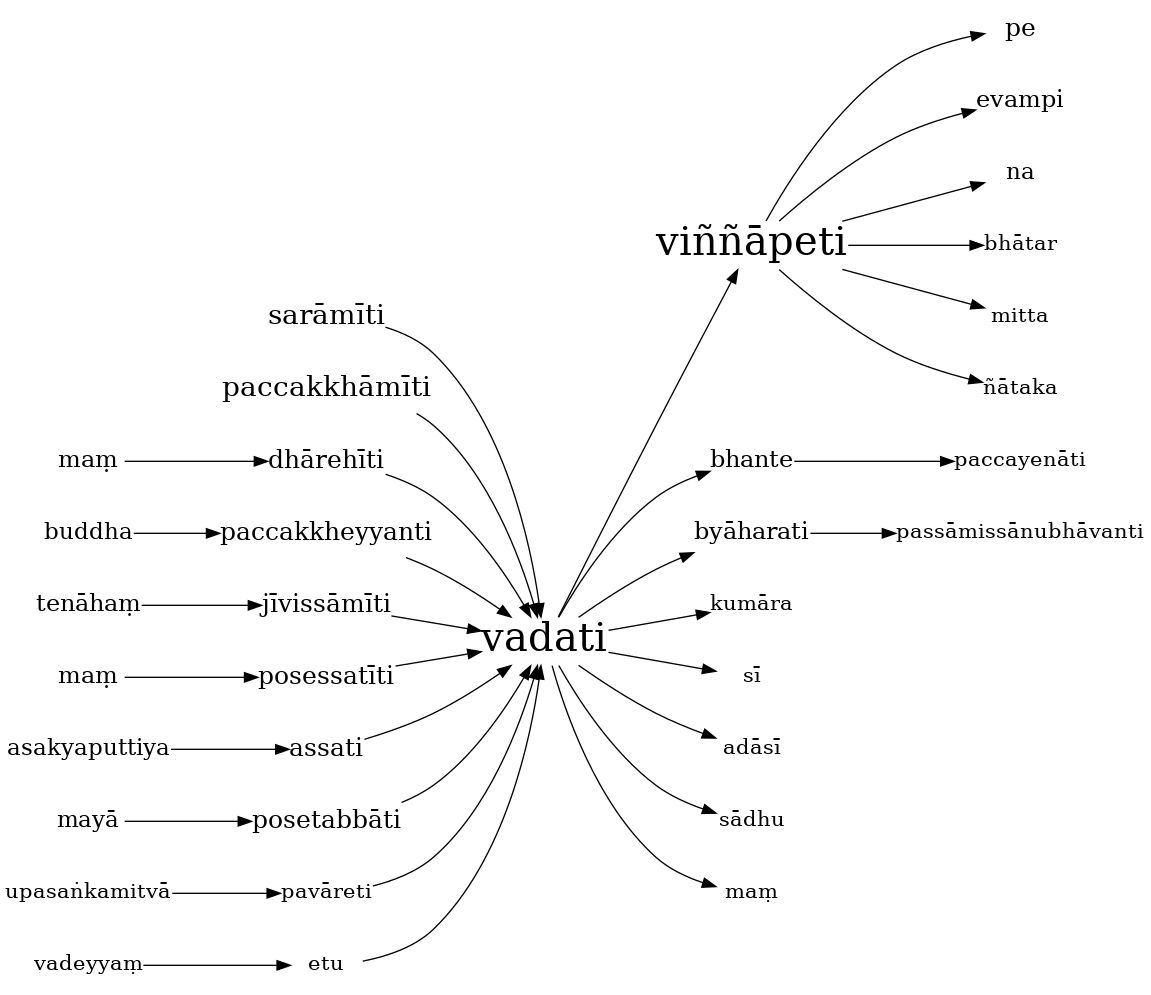 pe
evampi
na
viññāpeti
bhātar
mitta
sarāmīti
paccakkhāmīti
ñātaka
maṃ dhārehīti bhante paccayenāti
buddha paccakkheyyanti byāharati passāmissānubhāvanti
tenāhaṃ jīvissāmīti kumāra
vadati
maṃ posessatīti sī
asakyaputtiya assati adāsī
mayā posetabbāti sādhu
upasaṅkamitvā pavāreti maṃ
vadeyyaṃ etu